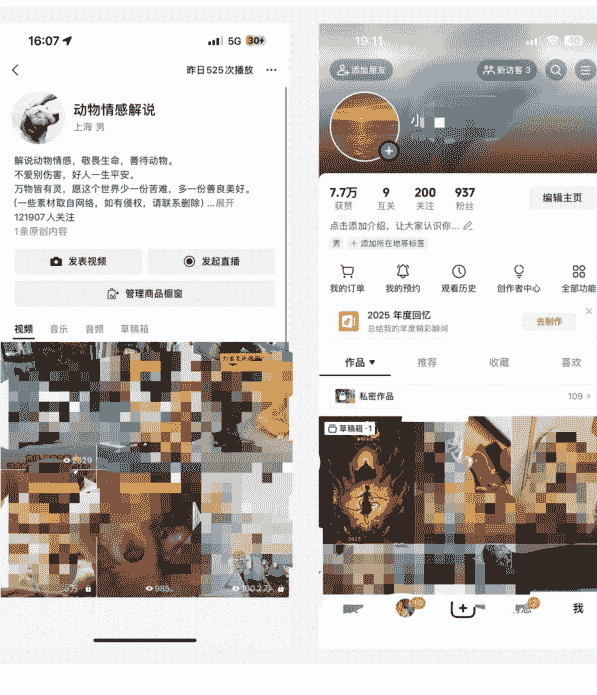 16:07
5G
30+
昨日525次播放
动物情感解说
上海 男
解说动物情感，敬畏生命，善待动物。
不爱别伤害，好人一生平安。
万物皆有灵，愿这个世界少一份苦难，多一份善良美好。
(一些素材取自网络，如有侵权，请联系删除) ...展开
121907人关注
1条原创内容
发表视频
发起直播
管理商品橱窗
视频 音乐 音频 草稿箱
19:11
添加朋友
新访客 3
小
7.7万 9 200 937
获赞 互关 关注 粉丝
编辑主页
点击添加介绍，让大家认识你...
男 + 添加所在地等标签
我的订单 我的预约 观看历史 创作者中心 全部功能
2025 年度回忆
总结我的年度精彩瞬间
去制作
作品 推荐 收藏 喜欢
私密作品
109
草稿箱·1
我